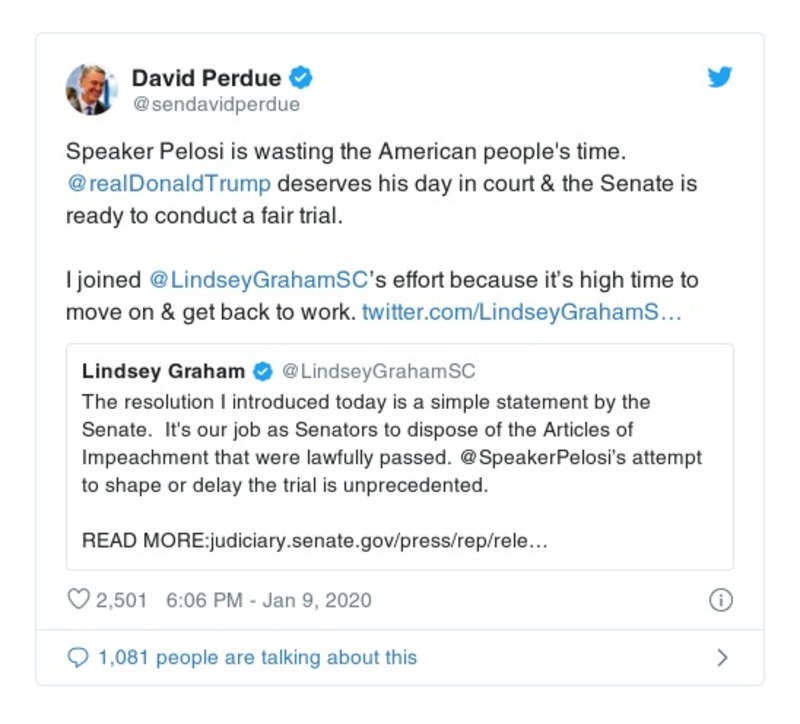 David Perdue
@sendavidperdue
Speaker Pelosi is wasting the American people's time.
@realDonaldTrump deserves his day in court & the Senate is
ready to conduct a fair trial.
I joined @LindseyGrahamSC’s effort because it’s high time to
move on & get back to work. twitter.com/LindseyGrahamS…
Lindsey Graham @LindseyGrahamSC
The resolution I introduced today is a simple statement by the
Senate.  It's our job as Senators to dispose of the Articles of
Impeachment that were lawfully passed. @SpeakerPelosi’s attempt
to shape or delay the trial is unprecedented.
READ MORE:judiciary.senate.gov/press/rep/rele…
2,501 6:06 PM - Jan 9, 2020
1,081 people are talking about this